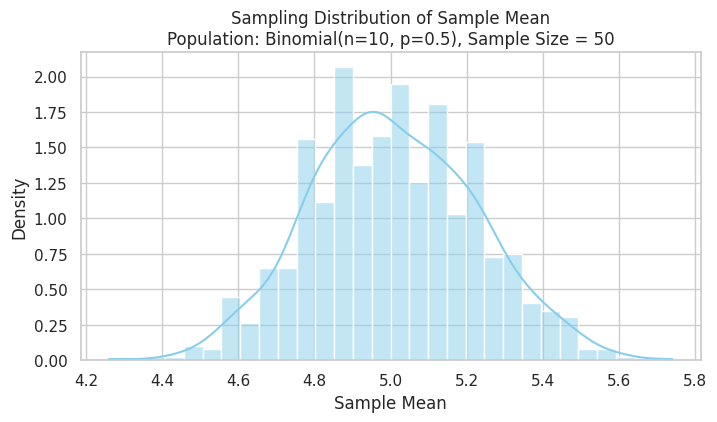 Sampling Distribution of Sample Mean
Population: Binomial(n=10, p=0.5), Sample Size = 50
Density
2.00
1.75
1.50
1.25
1.00
0.75
0.50
0.25
0.00
4.2 4.4 4.6 4.8 5.0 5.2 5.4 5.6 5.8
Sample Mean